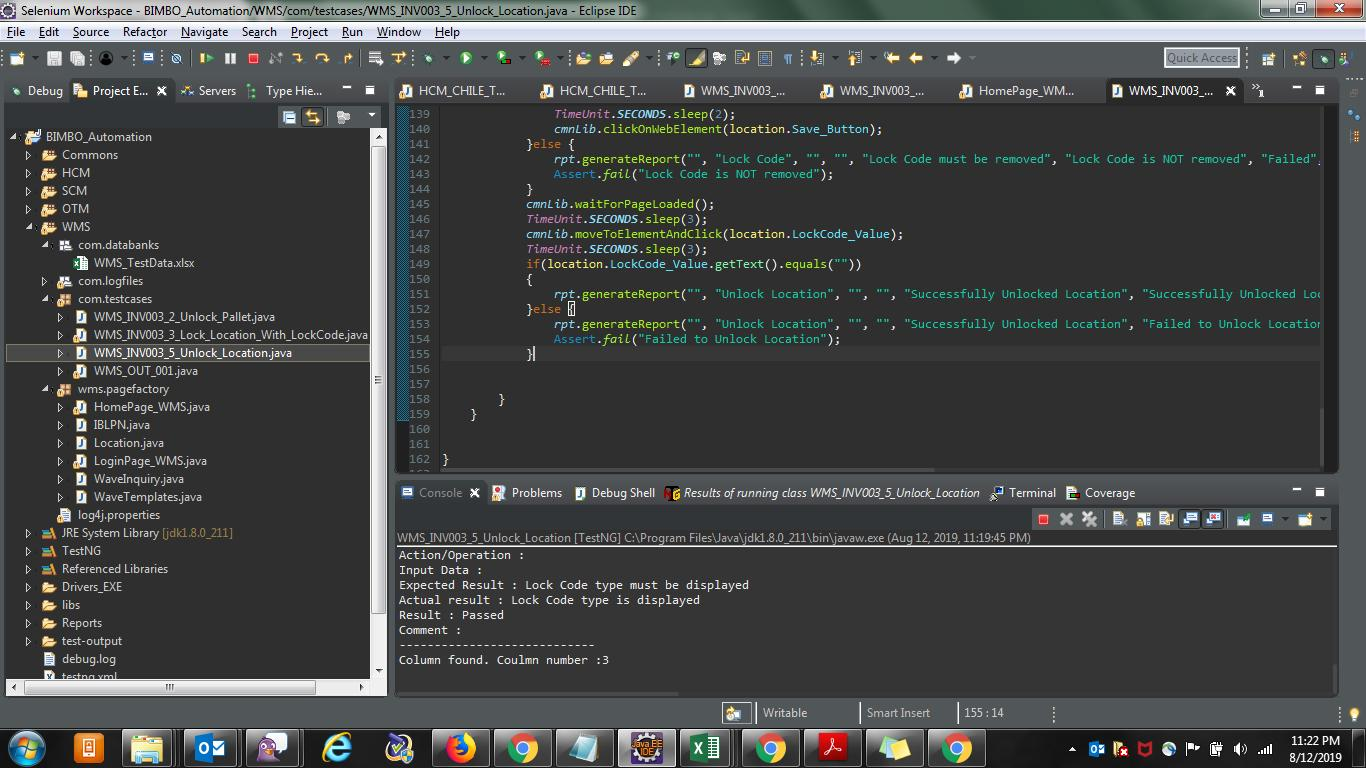 Selenium Workspace - BIMBO_Automation/WMS/com/testcases/WMS_INV003_5_Unlock_Location.java - Eclipse IDE
File Edit Source Refactor Navigate Search Project Run Window Help
Quick Access
Debug Project E... Servers Type Hie...
HCM_CHILE_T... HCM_CHILE_T... WMS_INV003_... WMS_INV003_... HomePage_WM... WMS_INV003_...
BIMBO_Automation
Commons
HCM
SCM
OTM
WMS
com.databanks
WMS_TestData.xlsx
com.logfiles
com.testcases
WMS_INV003_2_Unlock_Pallet.java
WMS_INV003_3_Lock_Location_With_LockCode.java
WMS_INV003_5_Unlock_Location.java
WMS_OUT_001.java
wms.pagefactory
HomePage_WMS.java
IBLPN.java
Location.java
LoginPage_WMS.java
WaveInquiry.java
WaveTemplates.java
log4j.properties
JRE System Library [jdk1.8.0_211]
TestNG
Referenced Libraries
Drivers_EXE
libs
Reports
test-output
debug.log
testng.xml
139 TimeUnit.SECONDS.sleep(2);
140 cmnLib.clickOnWebElement(location.Save_Button);
141 }else {
142 rpt.generateReport("", "Lock Code", "", "", "Lock Code must be removed", "Lock Code is NOT removed", "Failed",
143 Assert.fail("Lock Code is NOT removed");
144 }
145 cmnLib.waitForPageLoaded();
146 TimeUnit.SECONDS.sleep(3);
147 cmnLib.moveToElementAndClick(location.LockCode_Value);
148 TimeUnit.SECONDS.sleep(3);
149 if(location.LockCode_Value.getText().equals(""))
150 {
151 rpt.generateReport("", "Unlock Location", "", "", "Successfully Unlocked Location", "Successfully Unlocked Lo
152 }else {
153 rpt.generateReport("", "Unlock Location", "", "", "Successfully Unlocked Location", "Failed to Unlock Location
154 Assert.fail("Failed to Unlock Location");
155 }
156
157
158 }
159 }
160
161
162 }
Console Problems Debug Shell Results of running class WMS_INV003_5_Unlock_Location Terminal Coverage
WMS_INV003_5_Unlock_Location [TestNG] C:\Program Files\Java\jdk1.8.0_211\bin\javaw.exe (Aug 12, 2019, 11:19:45 PM)
Action/Operation :
Input Data :
Expected Result : Lock Code type must be displayed
Actual result : Lock Code type is displayed
Result : Passed
Comment :
----------------------------
Column found. Coulmn number :3
Writable Smart Insert 155 : 14
11:22 PM
8/12/2019